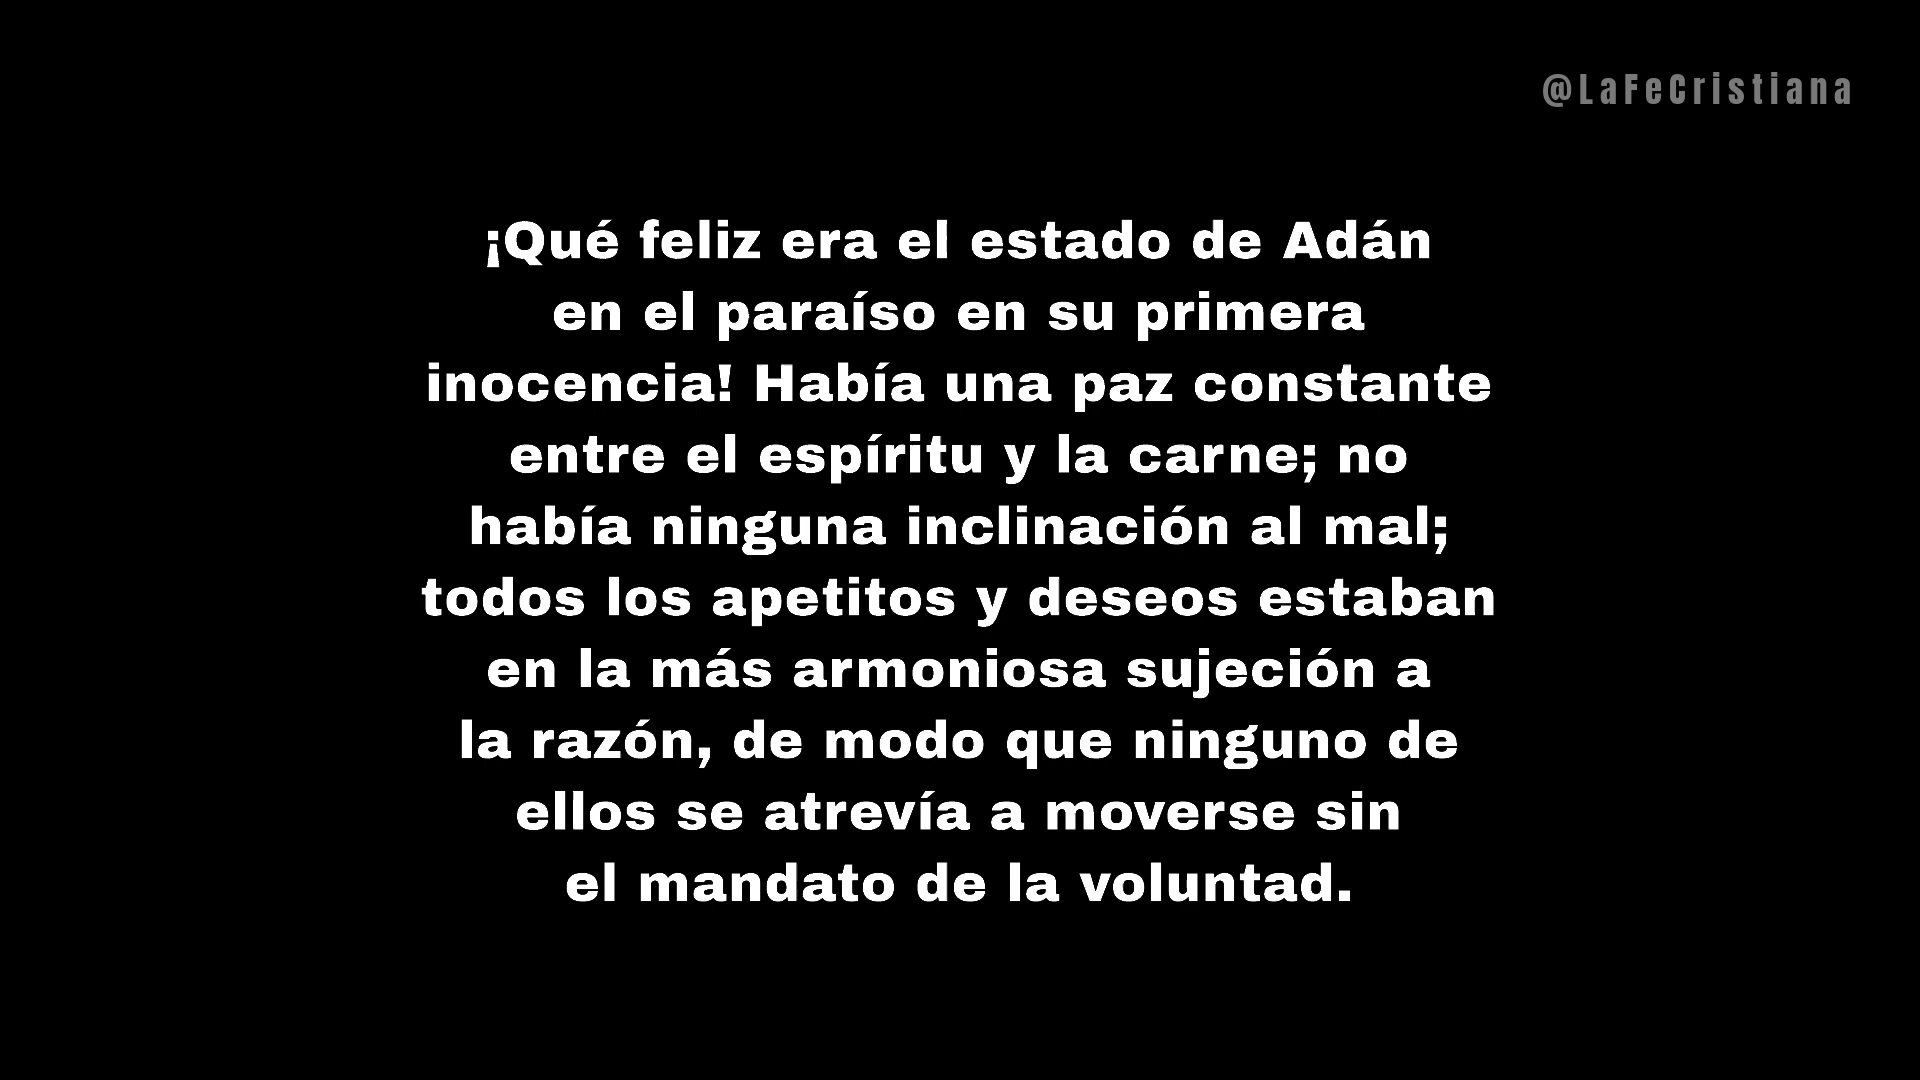 @LaFeCristiana
¡Qué feliz era el estado de Adán
en el paraíso en su primera
inocencia! Había una paz constante
entre el espíritu y la carne; no
había ninguna inclinación al mal;
todos los apetitos y deseos estaban
en la más armoniosa sujeción a
la razón, de modo que ninguno de
ellos se atrevía a moverse sin
el mandato de la voluntad.